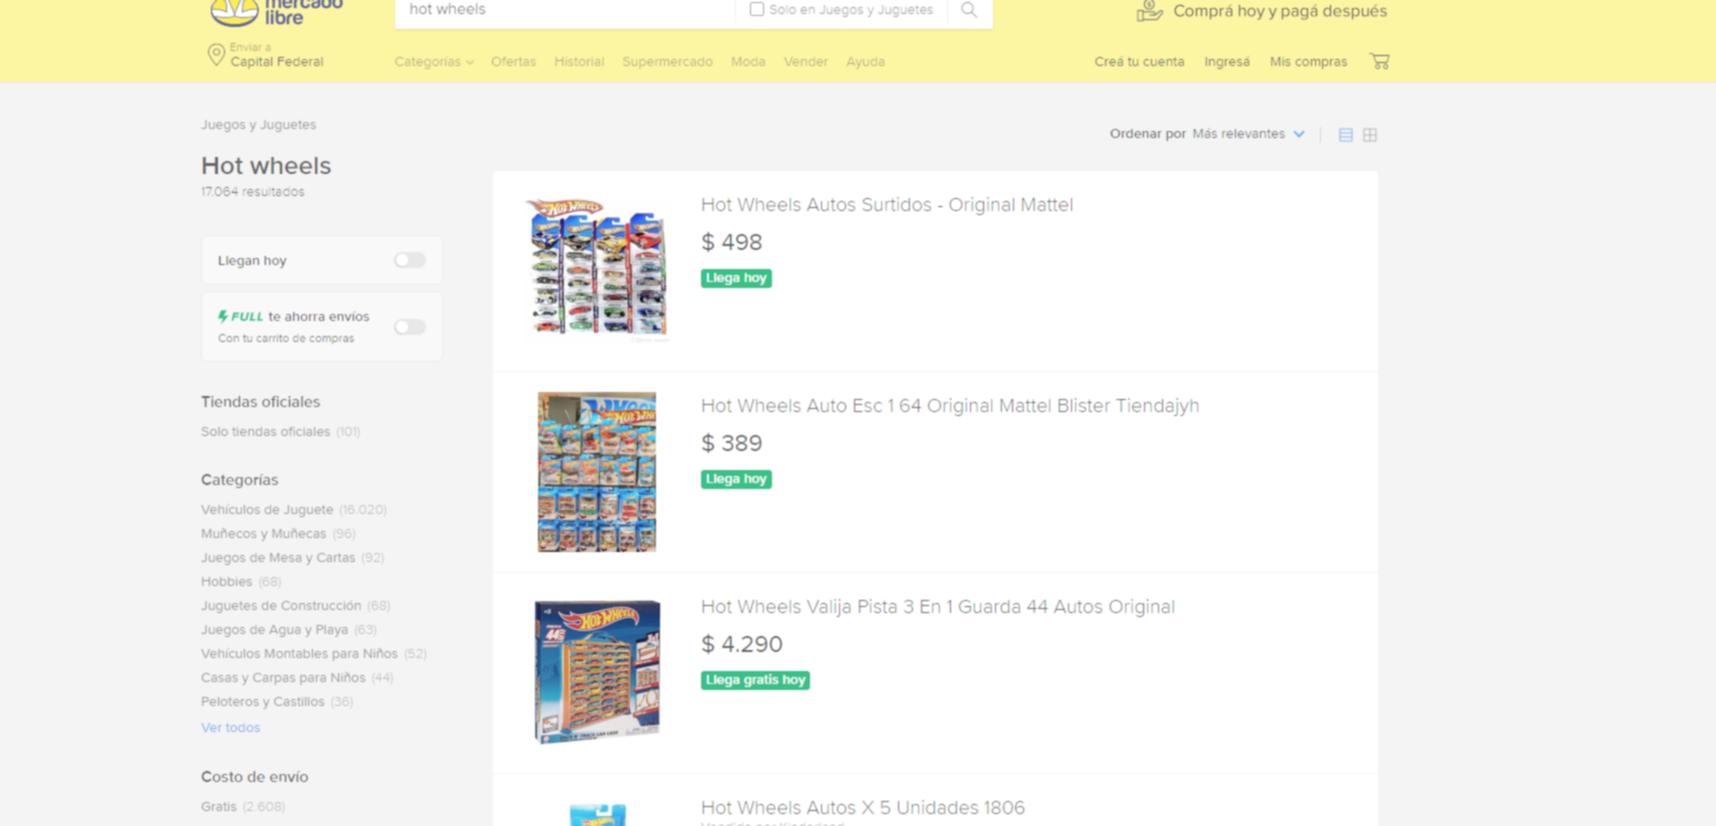 mercado
libre
hot wheels
Solo en Juegos y Juguetes
Comprá hoy y pagá después
Enviar a
Capital Federal
Categorías
Ofertas
Historial
Supermercado
Moda
Vender
Ayuda
Creá tu cuenta
Ingresá
Mis compras
Juegos y Juguetes
Hot wheels
17.064 resultados
Ordenar por Más relevantes
Llegan hoy
FULL te ahorra envíos
Con tu carrito de compras
Tiendas oficiales
Solo tiendas oficiales (101)
Categorías
Vehículos de Juguete (16.020)
Muñecos y Muñecas (96)
Juegos de Mesa y Cartas (92)
Hobbies (68)
Juguetes de Construcción (68)
Juegos de Agua y Playa (63)
Vehículos Montables para Niños (52)
Casas y Carpas para Niños (44)
Peloteros y Castillos (36)
Ver todos
Costo de envío
Gratis (2.608)
HOT WHEELS
Hot Wheels Autos Surtidos - Original Mattel
$ 498
Llega hoy
Hot Wheels Auto Esc 1 64 Original Mattel Blister Tiendajyh
$ 389
Llega hoy
HOT WHEELS
44
Hot Wheels Valija Pista 3 En 1 Guarda 44 Autos Original
$ 4.290
Llega gratis hoy
Hot Wheels Autos X 5 Unidades 1806